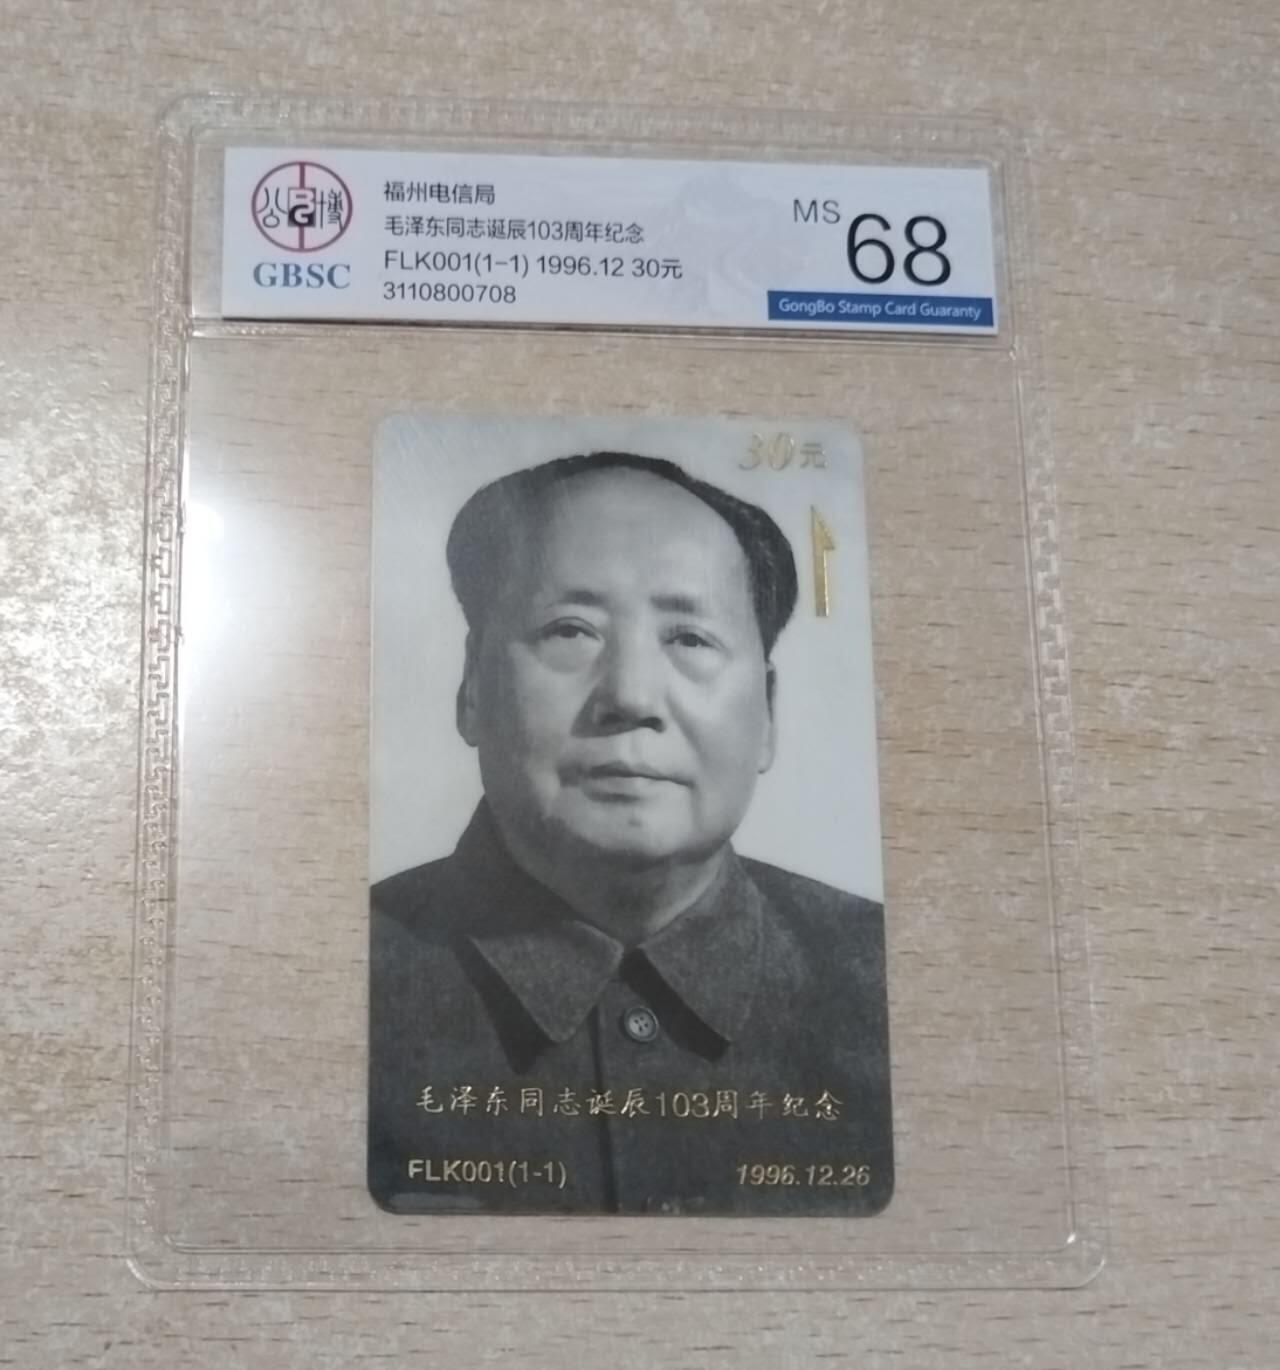 福州电信局
毛泽东同志诞辰103周年纪念
FLK001(1-1) 1996.12 30元
3110800708
公博
BG
GBSC
MS 68
GongBo Stamp Card Guaranty
30元
毛泽东同志诞辰103周年纪念
FLK001(1-1)
1996.12.26